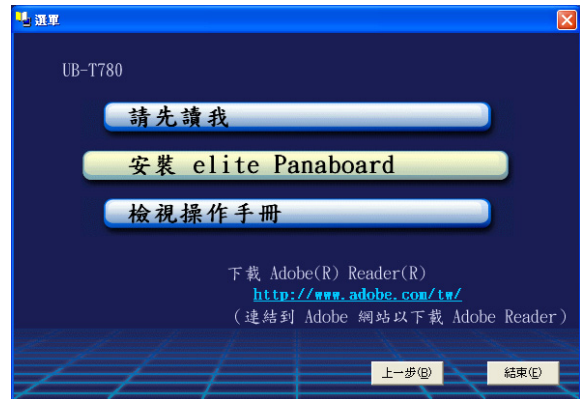 選單
UB-T780
請先讀我
安裝 elite Panaboard
檢視操作手冊
下載 Adobe(R) Reader(R)
http://www.adobe.com/tw/
(連結到 Adobe 網站以下載 Adobe Reader)
上一步(B)
結束(E)